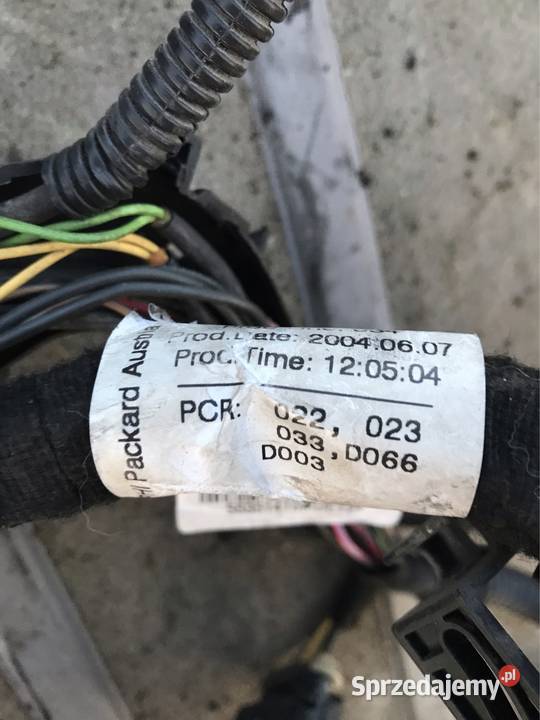 Prod.Date: 2004.06.07
Prod.Time: 12:05:04
PCR: 022, 023
033, D066
D003
Packard Austria
Sprzedajemy.pl